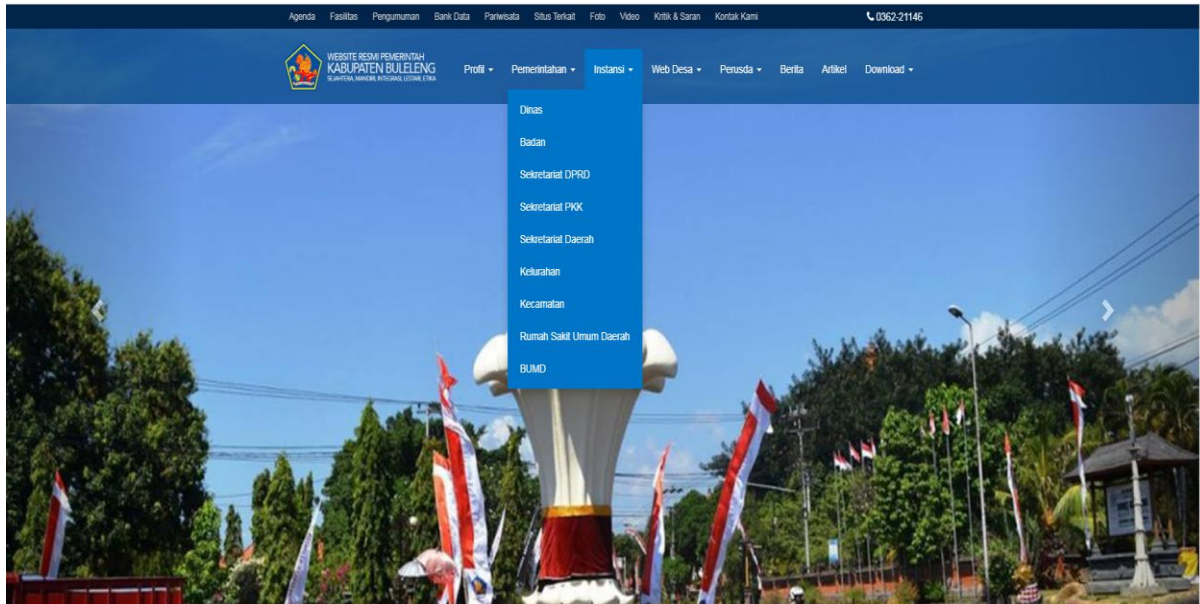 Agenda Fasilitas Pengumuman Bank Data Pariwisata Situs Terkait Foto Video Kritik & Saran Kontak Kami 0362-21146
WEBSITE RESMI PEMERINTAH
KABUPATEN BULELENG
SEJAHTERA, MANDIRI, INTEGRASI, LESTARI, ETIKA
Profil Pemerintahan Instansi Web Desa Perusda Berita Artikel Download
Dinas
Badan
Sekretariat DPRD
Sekretariat PKK
Sekretariat Daerah
Kelurahan
Kecamatan
Rumah Sakit Umum Daerah
BUMD